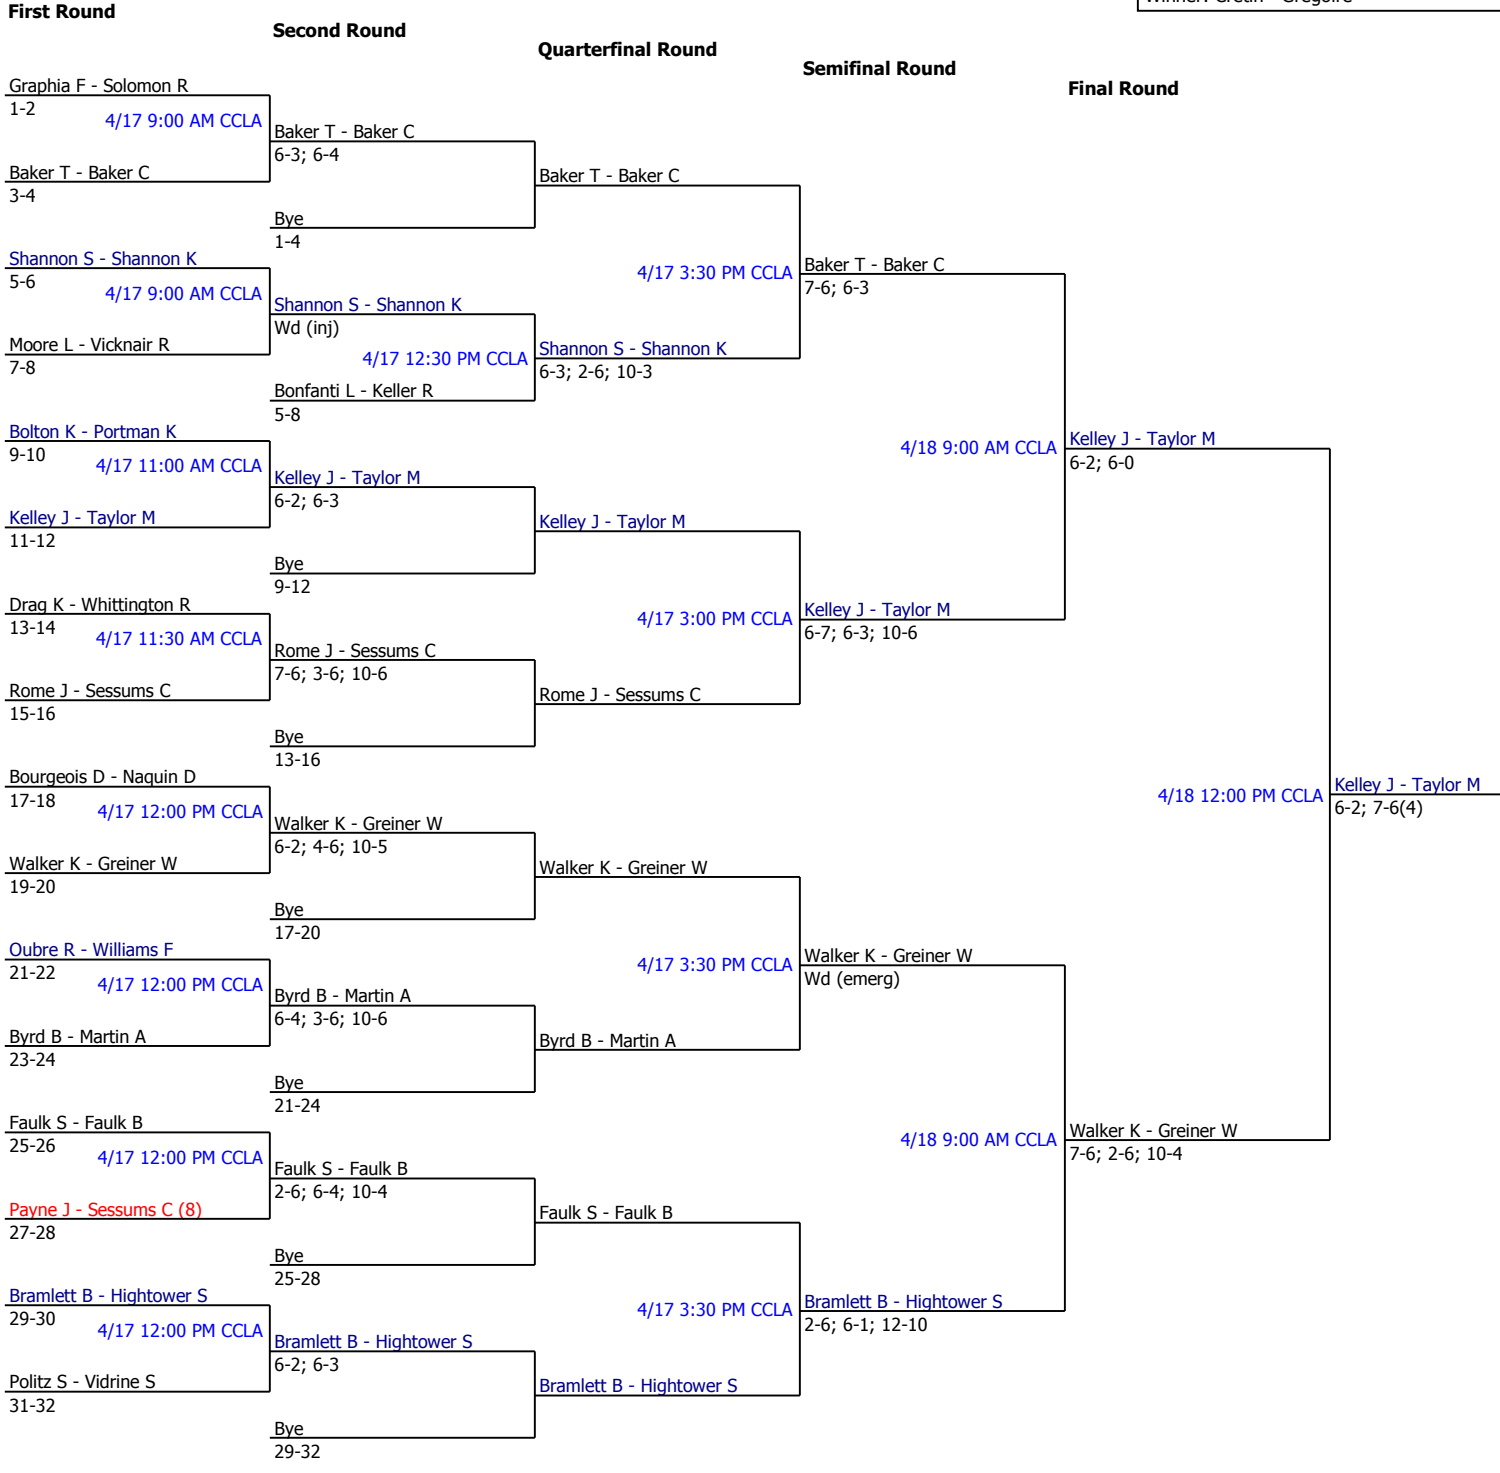 Winner: Cretin - Gregoire
First Round
Second Round
Quarterfinal Round
Semifinal Round
Final Round
Graphia F - Solomon R
1-2
4/17 9:00 AM CCLA
Baker T - Baker C
3-4
Shannon S - Shannon K
5-6
4/17 9:00 AM CCLA
Moore L - Vicknair R
7-8
Bolton K - Portman K
9-10
4/17 11:00 AM CCLA
Kelley J - Taylor M
11-12
Drag K - Whittington R
13-14
4/17 11:30 AM CCLA
Rome J - Sessums C
15-16
Bourgeois D - Naquin D
17-18
4/17 12:00 PM CCLA
Walker K - Greiner W
19-20
Oubre R - Williams F
21-22
4/17 12:00 PM CCLA
Byrd B - Martin A
23-24
Faulk S - Faulk B
25-26
4/17 12:00 PM CCLA
Payne J - Sessums C (8)
27-28
Bramlett B - Hightower S
29-30
4/17 12:00 PM CCLA
Politz S - Vidrine S
31-32
Baker T - Baker C
6-3; 6-4
Bye
1-4
Shannon S - Shannon K
Wd (inj)
4/17 12:30 PM CCLA
Bonfanti L - Keller R
5-8
Kelley J - Taylor M
6-2; 6-3
Bye
9-12
Rome J - Sessums C
7-6; 3-6; 10-6
Bye
13-16
Walker K - Greiner W
6-2; 4-6; 10-5
Bye
17-20
Byrd B - Martin A
6-4; 3-6; 10-6
Bye
21-24
Faulk S - Faulk B
2-6; 6-4; 10-4
Bye
25-28
Bramlett B - Hightower S
6-2; 6-3
Bye
29-32
Baker T - Baker C
4/17 3:30 PM CCLA
Shannon S - Shannon K
6-3; 2-6; 10-3
Kelley J - Taylor M
4/17 3:00 PM CCLA
Rome J - Sessums C
Walker K - Greiner W
4/17 3:30 PM CCLA
Byrd B - Martin A
Faulk S - Faulk B
4/17 3:30 PM CCLA
Bramlett B - Hightower S
Baker T - Baker C
7-6; 6-3
4/18 9:00 AM CCLA
Kelley J - Taylor M
6-7; 6-3; 10-6
Walker K - Greiner W
Wd (emerg)
4/18 9:00 AM CCLA
Bramlett B - Hightower S
2-6; 6-1; 12-10
Kelley J - Taylor M
6-2; 6-0
4/18 12:00 PM CCLA
Walker K - Greiner W
7-6; 2-6; 10-4
Kelley J - Taylor M
6-2; 7-6(4)